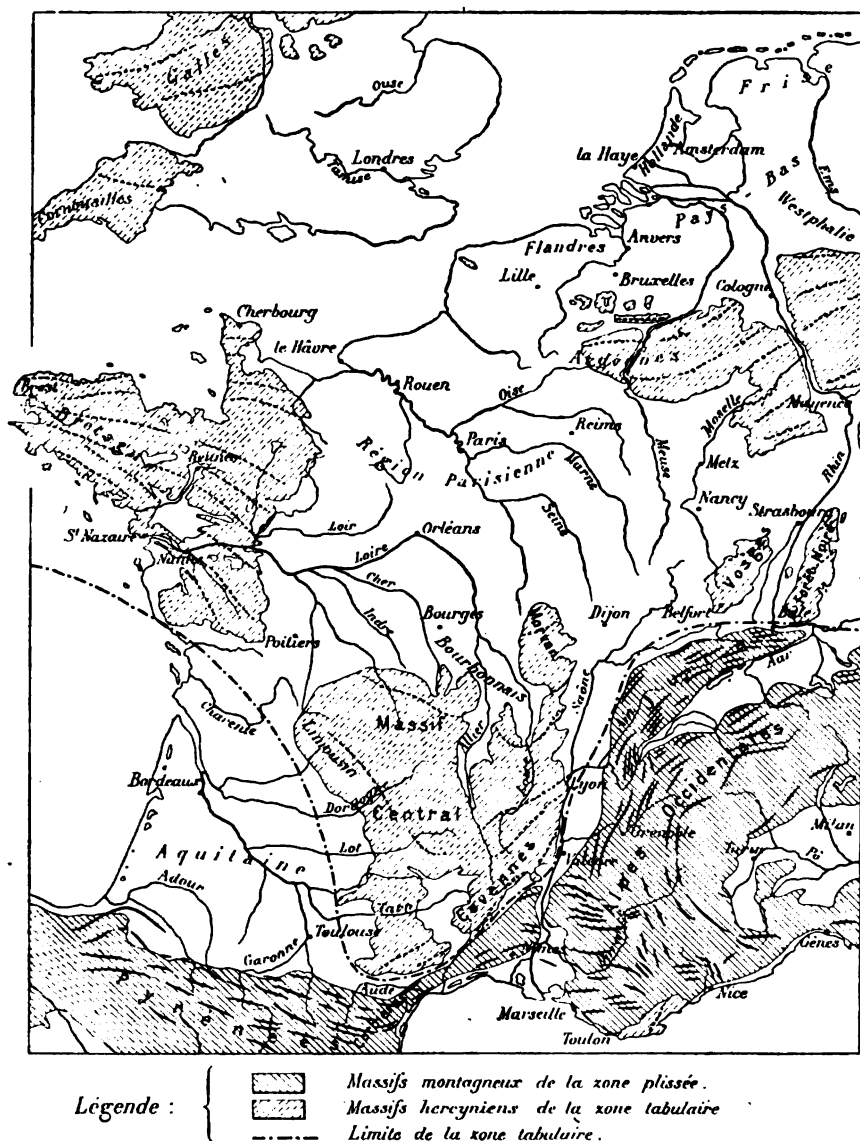 Galles
Ouse
Frise
la Haye
Hollande
Amsterdam
Londres
Tamise
Ems
Bas
Cornouailles
Westphalie
Pays
Flandres
Anvers
Lille
Bruxelles
Cologne
Cherbourg
le Hâvre
Ardennes
Brest
Rouen
Oise
Moselle
Mayence
Bretagne
Reims
Rennes
Paris
Région Parisienne
Marne
Meuse
Metz
Rhin
Nancy
Strasbourg
Loir
Orléans
Seine
St Nazaire
Nantes
Loire
Vosges
Forêt Noire
Cher
Indre
Bourges
Morvan
Dijon
Belfort
Bâle
Poitiers
Bourbonnais
Aar
Saône
Charente
Limousin
Massif
Allier
Alpes Occidentales
Bordeaux
Lyon
Dordogne
Central
Grenoble
Milan
Lot
Valence
Turin
Pô
Aquitaine
Cévennes
Adour
Tarn
Toulouse
Garonne
Nîmes
Gênes
Aude
Nice
Pyrénées
Marseille
Toulon
Légende :
Massifs montagneux de la zone plissée.
Massifs hercyniens de la zone tabulaire
Limite de la zone tabulaire.